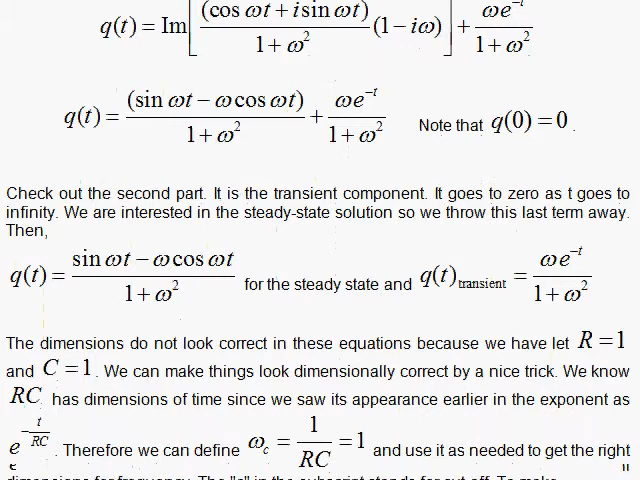 q(t) = Im[ (cos ωt + i sin ωt) / (1 + ω²) (1 − iω) ] + ωe^{−t} / (1 + ω²)
q(t) = (sin ωt − ω cos ωt) / (1 + ω²) + ωe^{−t} / (1 + ω²) Note that q(0) = 0 .
Check out the second part. It is the transient component. It goes to zero as t goes to
infinity. We are interested in the steady-state solution so we throw this last term away.
Then,
q(t) = (sin ωt − ω cos ωt) / (1 + ω²) for the steady state and q(t)_transient = ωe^{−t} / (1 + ω²)
The dimensions do not look correct in these equations because we have let R = 1
and C = 1 . We can make things look dimensionally correct by a nice trick. We know
RC has dimensions of time since we saw its appearance earlier in the exponent as
e^{−t/RC} . Therefore we can define ω_c = 1 / RC = 1 and use it as needed to get the right